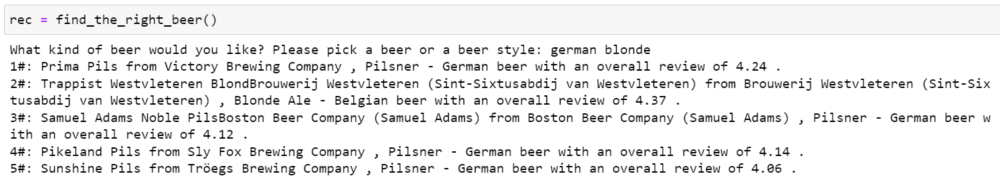 rec = find_the_right_beer()
What kind of beer would you like? Please pick a beer or a beer style: german blonde
1#: Prima Pils from Victory Brewing Company , Pilsner - German beer with an overall review of 4.24 .
2#: Trappist Westvleteren BlondBrouwerij Westvleteren (Sint-Sixtusabdij van Westvleteren) from Brouwerij Westvleteren (Sint-Six
tusabdij van Westvleteren) , Blonde Ale - Belgian beer with an overall review of 4.37 .
3#: Samuel Adams Noble PilsBoston Beer Company (Samuel Adams) from Boston Beer Company (Samuel Adams) , Pilsner - German beer w
ith an overall review of 4.12 .
4#: Pikeland Pils from Sly Fox Brewing Company , Pilsner - German beer with an overall review of 4.14 .
5#: Sunshine Pils from Tröegs Brewing Company , Pilsner - German beer with an overall review of 4.06 .